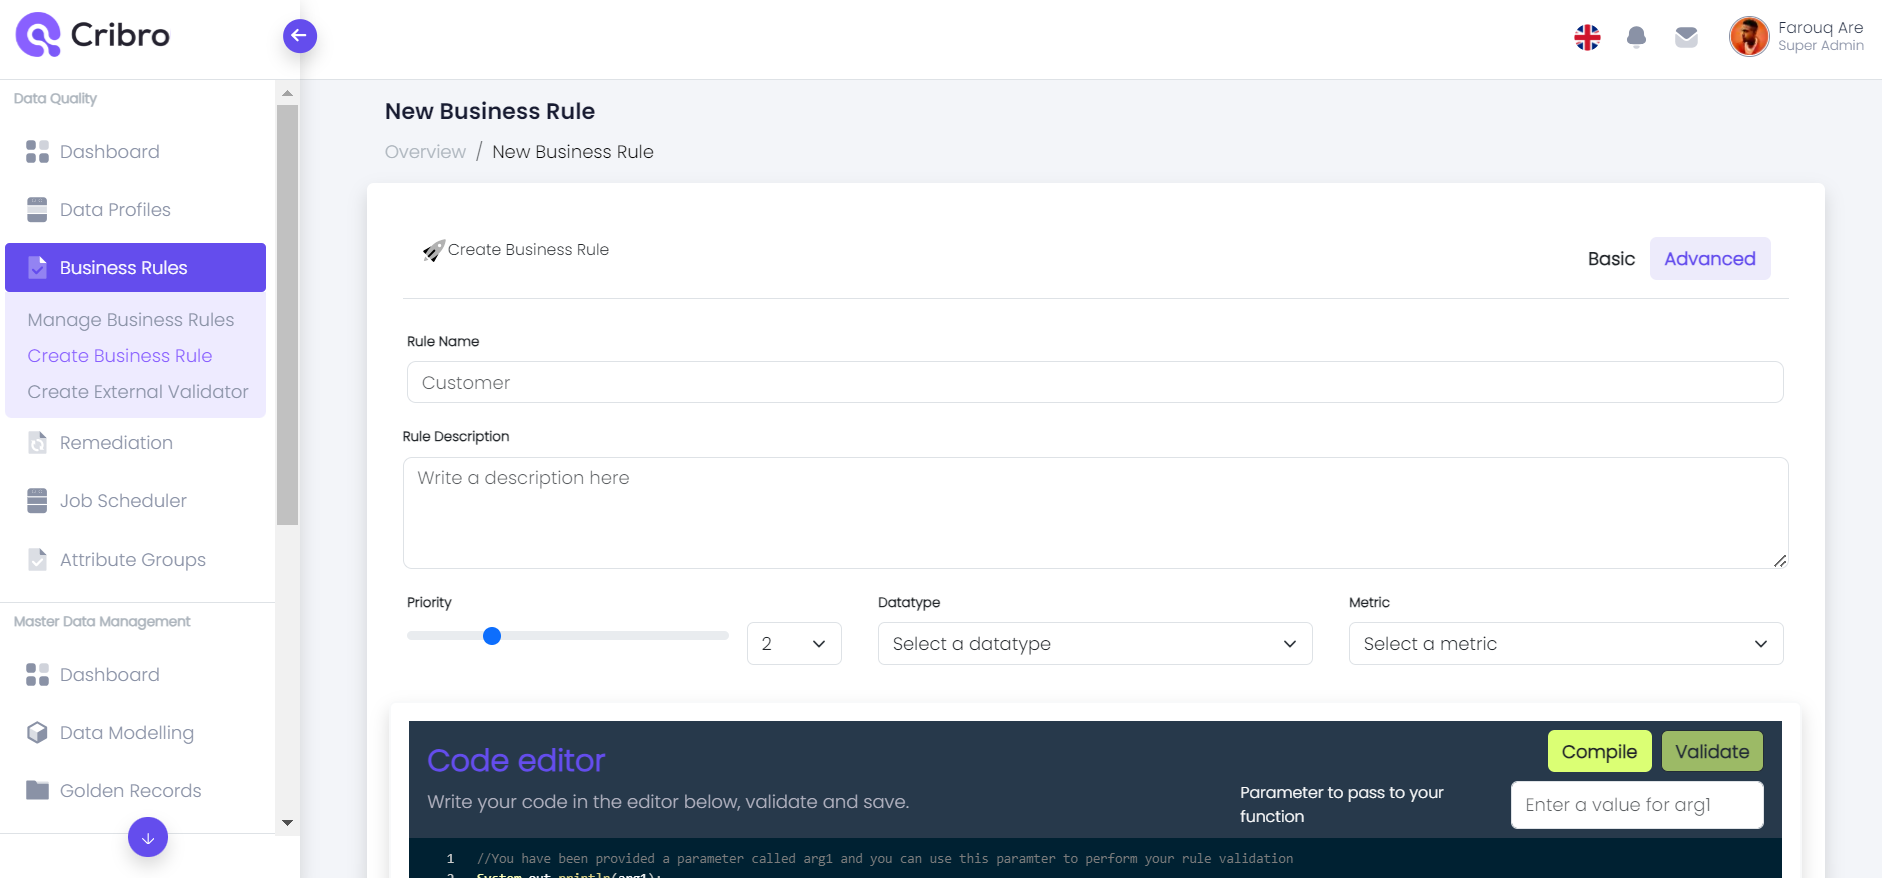 Cribro
Farouq Are
Super Admin
Data Quality
Dashboard
Data Profiles
Business Rules
Manage Business Rules
Create Business Rule
Create External Validator
Remediation
Job Scheduler
Attribute Groups
Master Data Management
Dashboard
Data Modelling
Golden Records
New Business Rule
Overview / New Business Rule
Create Business Rule
Basic Advanced
Rule Name
Customer
Rule Description
Write a description here
Priority
2
Datatype
Select a datatype
Metric
Select a metric
Code editor
Write your code in the editor below, validate and save.
Compile Validate
Parameter to pass to your
function
Enter a value for arg1
1 //You have been provided a parameter called arg1 and you can use this paramter to perform your rule validation
2 System.out.println(arg1);